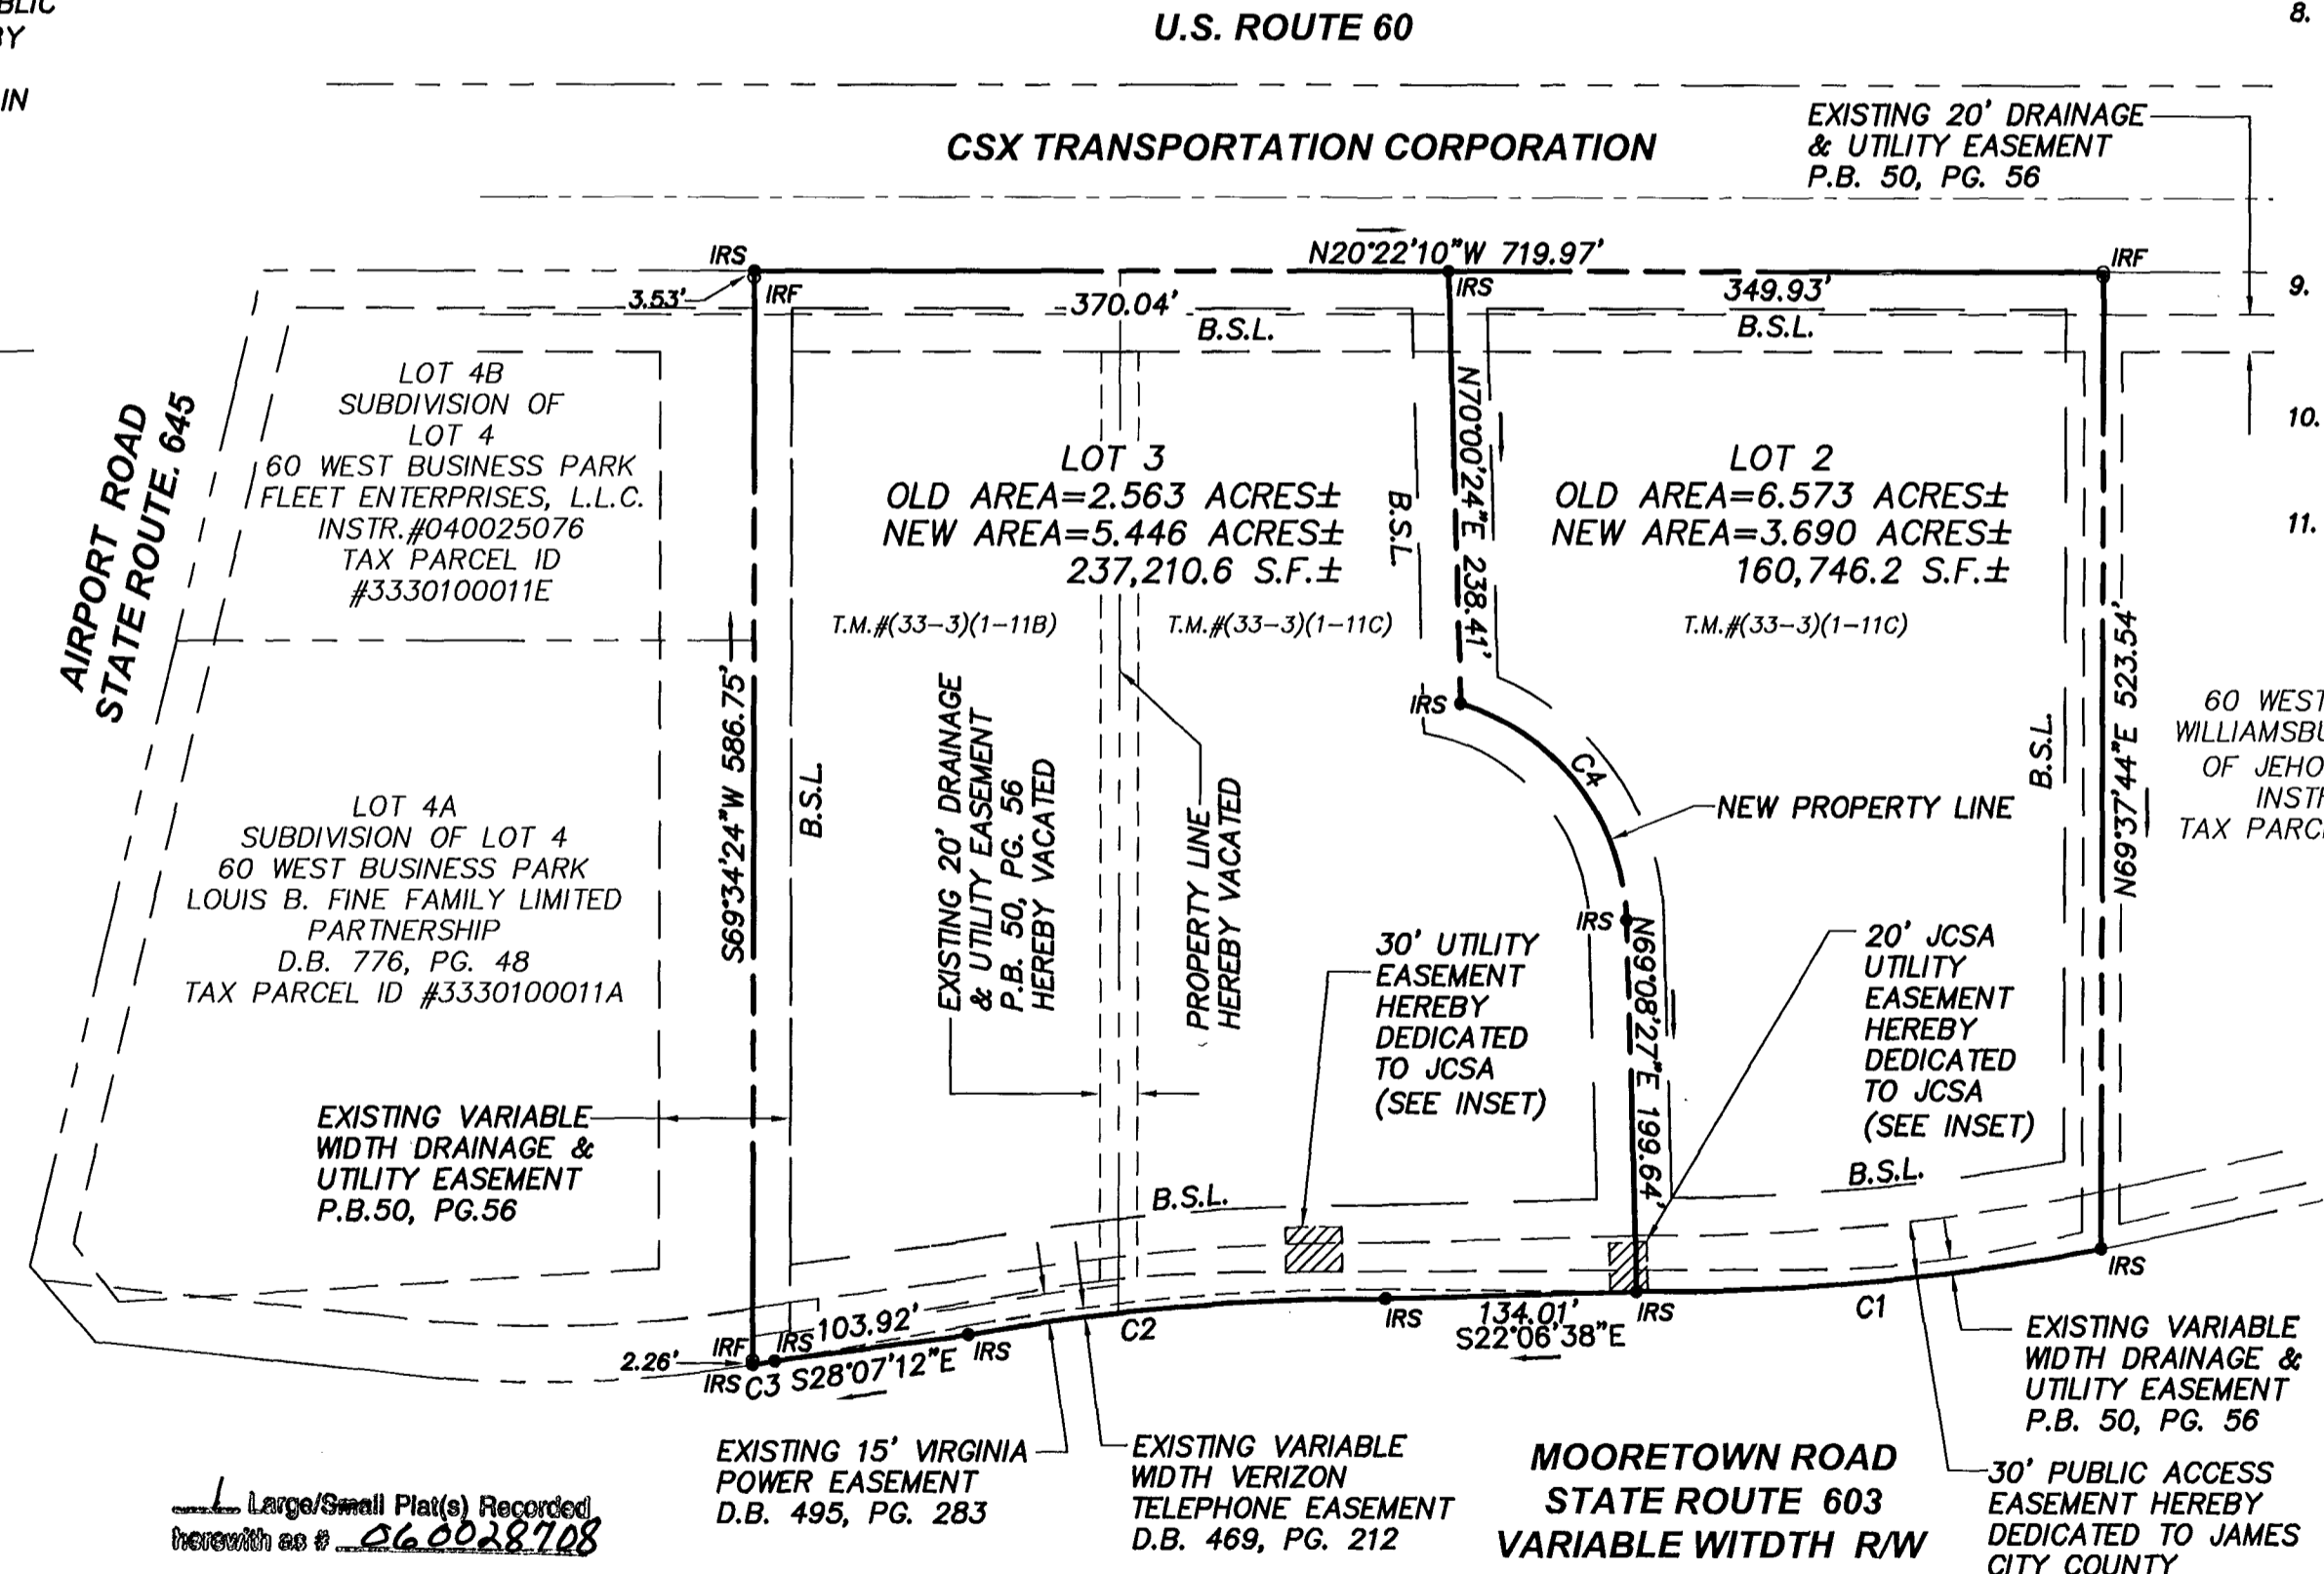 BLIC
BY
IN
U.S. ROUTE 60
8.
CSX TRANSPORTATION CORPORATION
EXISTING 20' DRAINAGE
& UTILITY EASEMENT
P.B. 50, PG. 56
IRS
N20°22'10"W 719.97'
IRF
3.53'
IRF
370.04'
IRS
349.93'
9.
B.S.L.
B.S.L.
AIRPORT ROAD
STATE ROUTE. 645
LOT 4B
SUBDIVISION OF
LOT 4
60 WEST BUSINESS PARK
FLEET ENTERPRISES, L.L.C.
INSTR.#040025076
TAX PARCEL ID
#3330100011E
LOT 3
OLD AREA=2.563 ACRES±
NEW AREA=5.446 ACRES±
237,210.6 S.F.±
T.M.#(33-3)(1-11B)
T.M.#(33-3)(1-11C)
B.S.L.
N70°00'24"E 238.41'
LOT 2
OLD AREA=6.573 ACRES±
NEW AREA=3.690 ACRES±
160,746.2 S.F.±
T.M.#(33-3)(1-11C)
10.
11.
S69°34'24"W 586.75'
B.S.L.
EXISTING 20' DRAINAGE
& UTILITY EASEMENT
P.B. 50, PG. 56
HEREBY VACATED
PROPERTY LINE
HEREBY VACATED
IRS
C4
NEW PROPERTY LINE
B.S.L.
N69°37'44"E 523.54'
60 WEST
WILLIAMSBU
OF JEHO
INSTR
TAX PARCE
LOT 4A
SUBDIVISION OF LOT 4
60 WEST BUSINESS PARK
LOUIS B. FINE FAMILY LIMITED
PARTNERSHIP
D.B. 776, PG. 48
TAX PARCEL ID #3330100011A
IRS
N69°08'27"E 199.64'
30' UTILITY
EASEMENT
HEREBY
DEDICATED
TO JCSA
(SEE INSET)
20' JCSA
UTILITY
EASEMENT
HEREBY
DEDICATED
TO JCSA
(SEE INSET)
EXISTING VARIABLE
WIDTH DRAINAGE &
UTILITY EASEMENT
P.B.50, PG.56
B.S.L.
B.S.L.
IRS
2.26'
IRF
IRS
103.92'
IRS
C3
S28°07'12"E
IRS
C2
IRS
134.01'
S22°06'38"E
IRS
C1
EXISTING VARIABLE
WIDTH DRAINAGE &
UTILITY EASEMENT
P.B. 50, PG. 56
EXISTING 15' VIRGINIA
POWER EASEMENT
D.B. 495, PG. 283
EXISTING VARIABLE
WIDTH VERIZON
TELEPHONE EASEMENT
D.B. 469, PG. 212
MOORETOWN ROAD
STATE ROUTE 603
VARIABLE WITDTH R/W
30' PUBLIC ACCESS
EASEMENT HEREBY
DEDICATED TO JAMES
CITY COUNTY
1 Large/Small Plat(s) Recorded
herewith as # 060028708